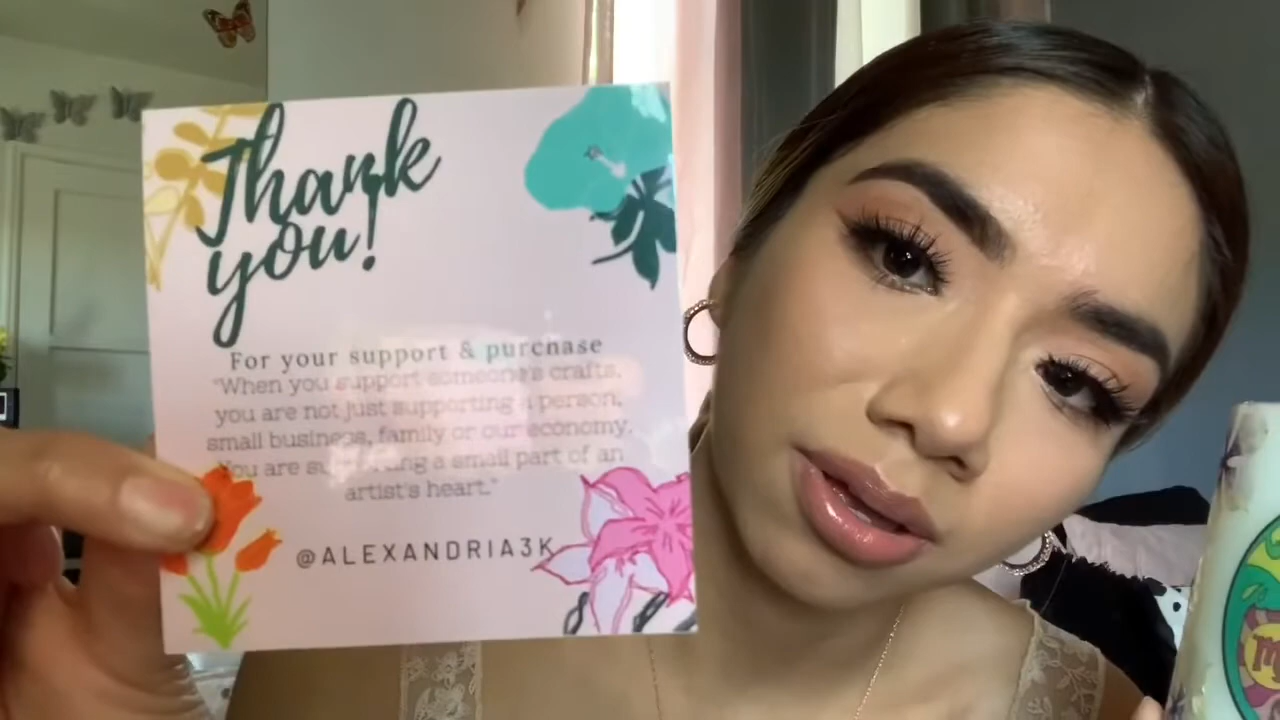 Thank
you!
For your support & purchase
"When you support someone's crafts,
you are not just supporting a person,
small business, family or our economy.
You are supporting a small part of an
artist's heart."
@ALEXANDRIA3K